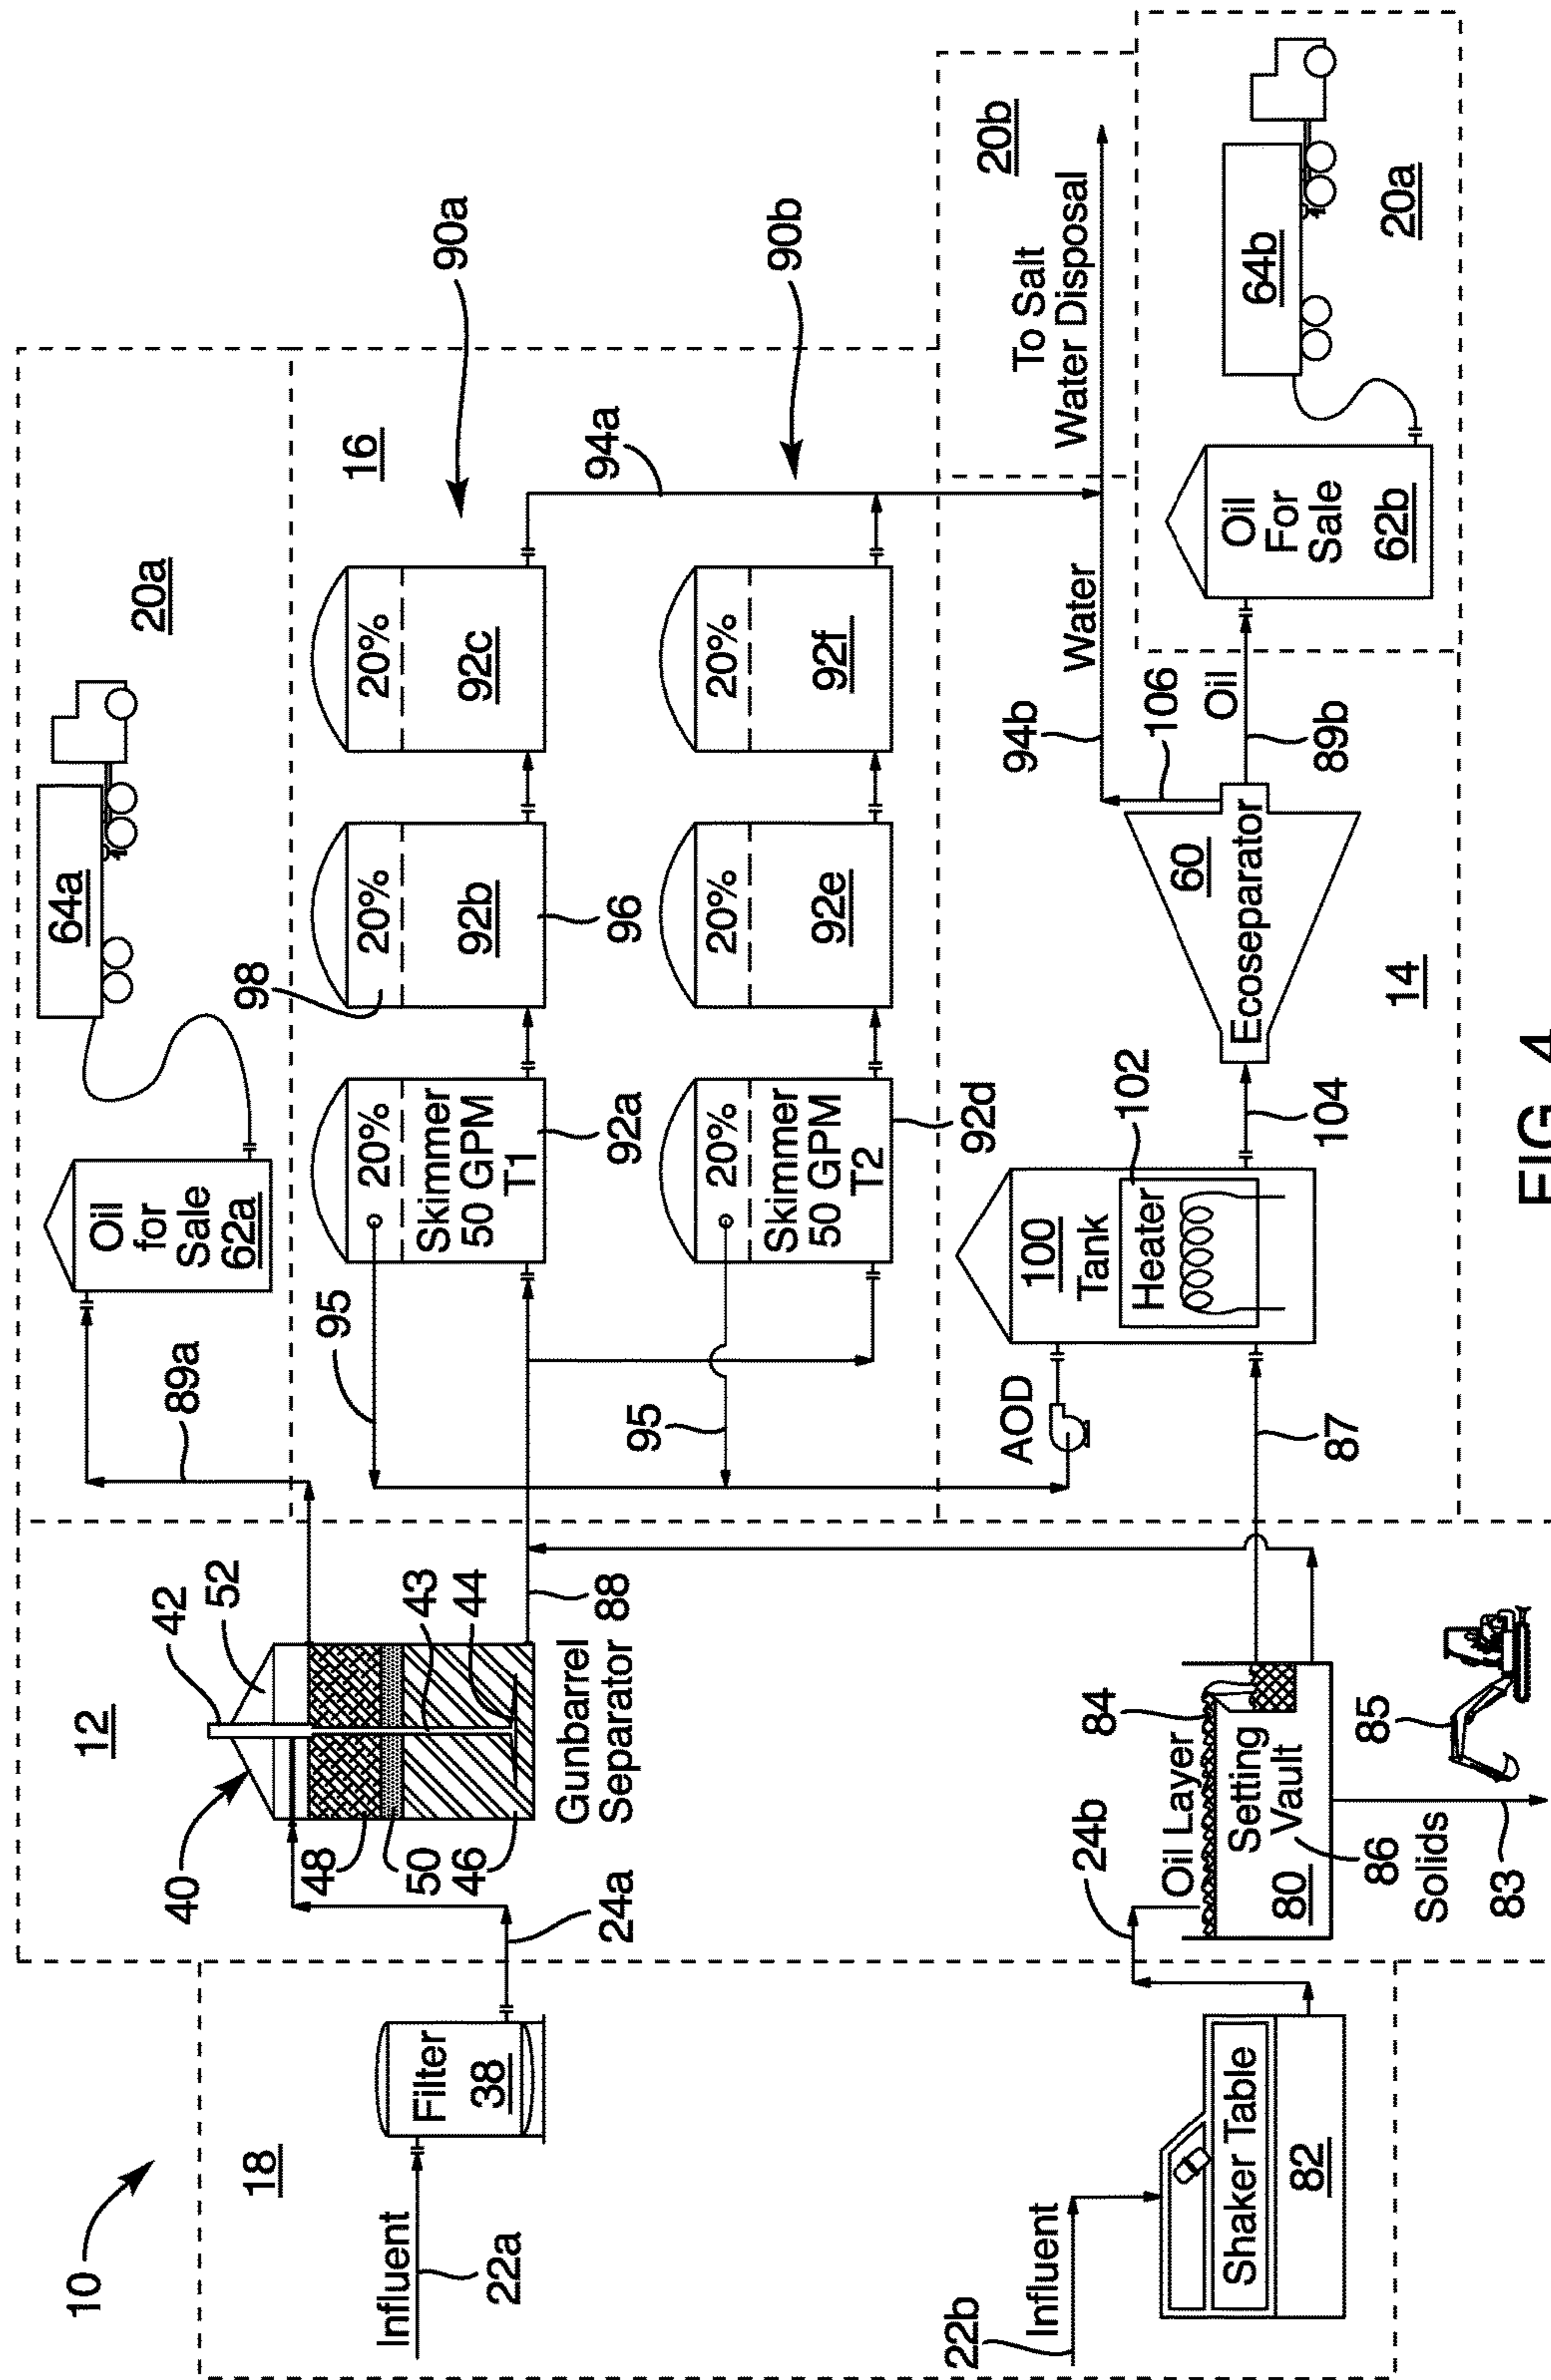 10
18
Influent
22a
Filter
38
24a
22b
Influent
Shaker Table
82
24b
12
40
42
52
48
50
46
43
44
Gunbarrel
Separator
88
Oil Layer
84
Setting
Vault
80
86
Solids
83
85
87
89a
Oil
for
Sale
62a
64a
20a
16
90a
90b
95
95
20%
Skimmer
50 GPM
T1
92a
98
20%
92b
96
20%
92c
94a
20%
Skimmer
50 GPM
T2
92d
20%
92e
20%
92f
AOD
100
Tank
Heater
102
104
60
Ecoseparator
14
106
94b
Water
Oil
89b
20b
To Salt
Water Disposal
Oil
For
Sale
62b
64b
20a
FIG. 4